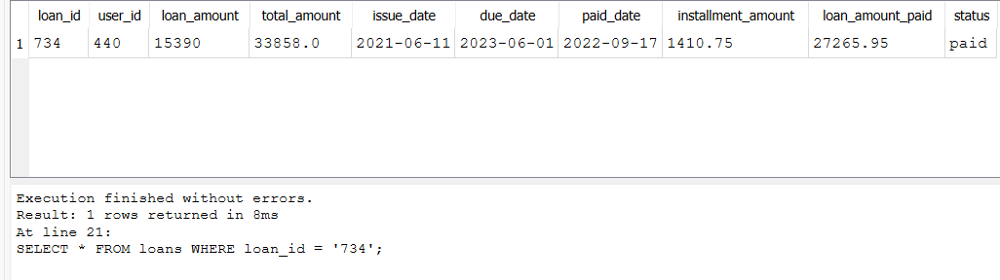 loan_id user_id loan_amount total_amount issue_date due_date paid_date installment_amount loan_amount_paid status
1 734 440 15390 33858.0 2021-06-11 2023-06-01 2022-09-17 1410.75 27265.95 paid
Execution finished without errors.
Result: 1 rows returned in 8ms
At line 21:
SELECT * FROM loans WHERE loan_id = '734';